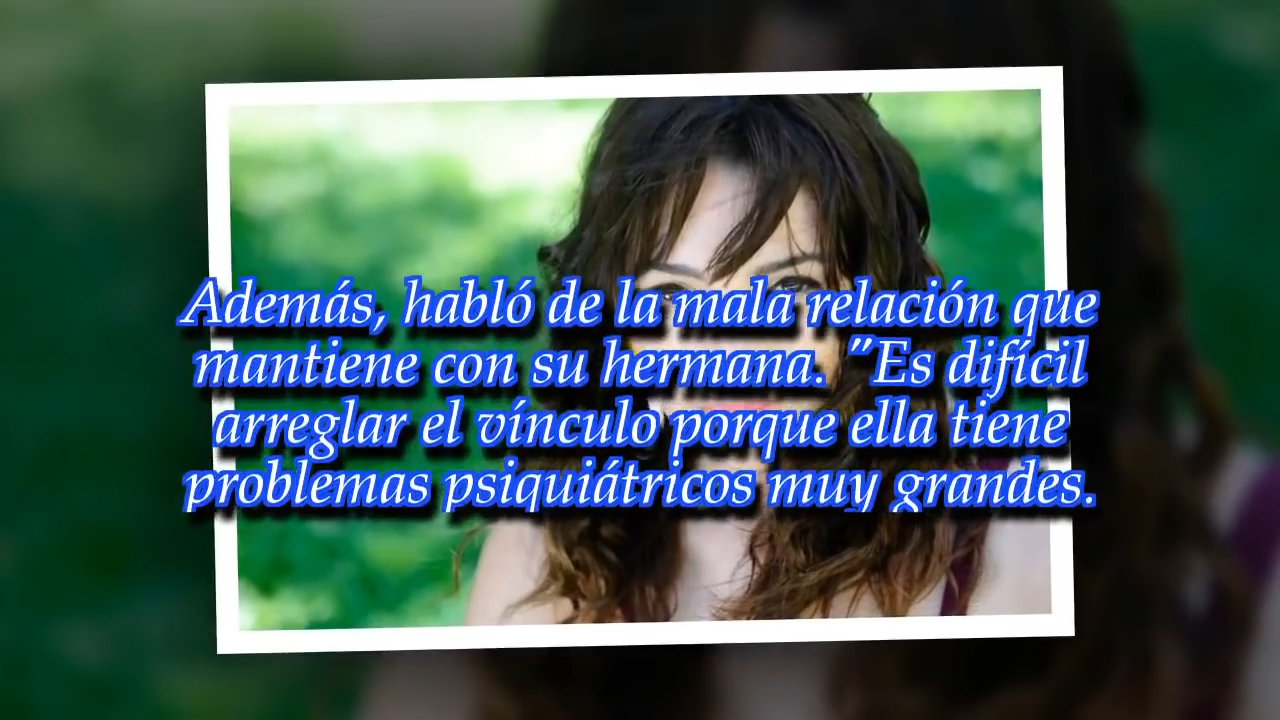 Además, habló de la mala relación que
mantiene con su hermana. "Es difícil
arreglar el vínculo porque ella tiene
problemas psiquiátricos muy grandes.